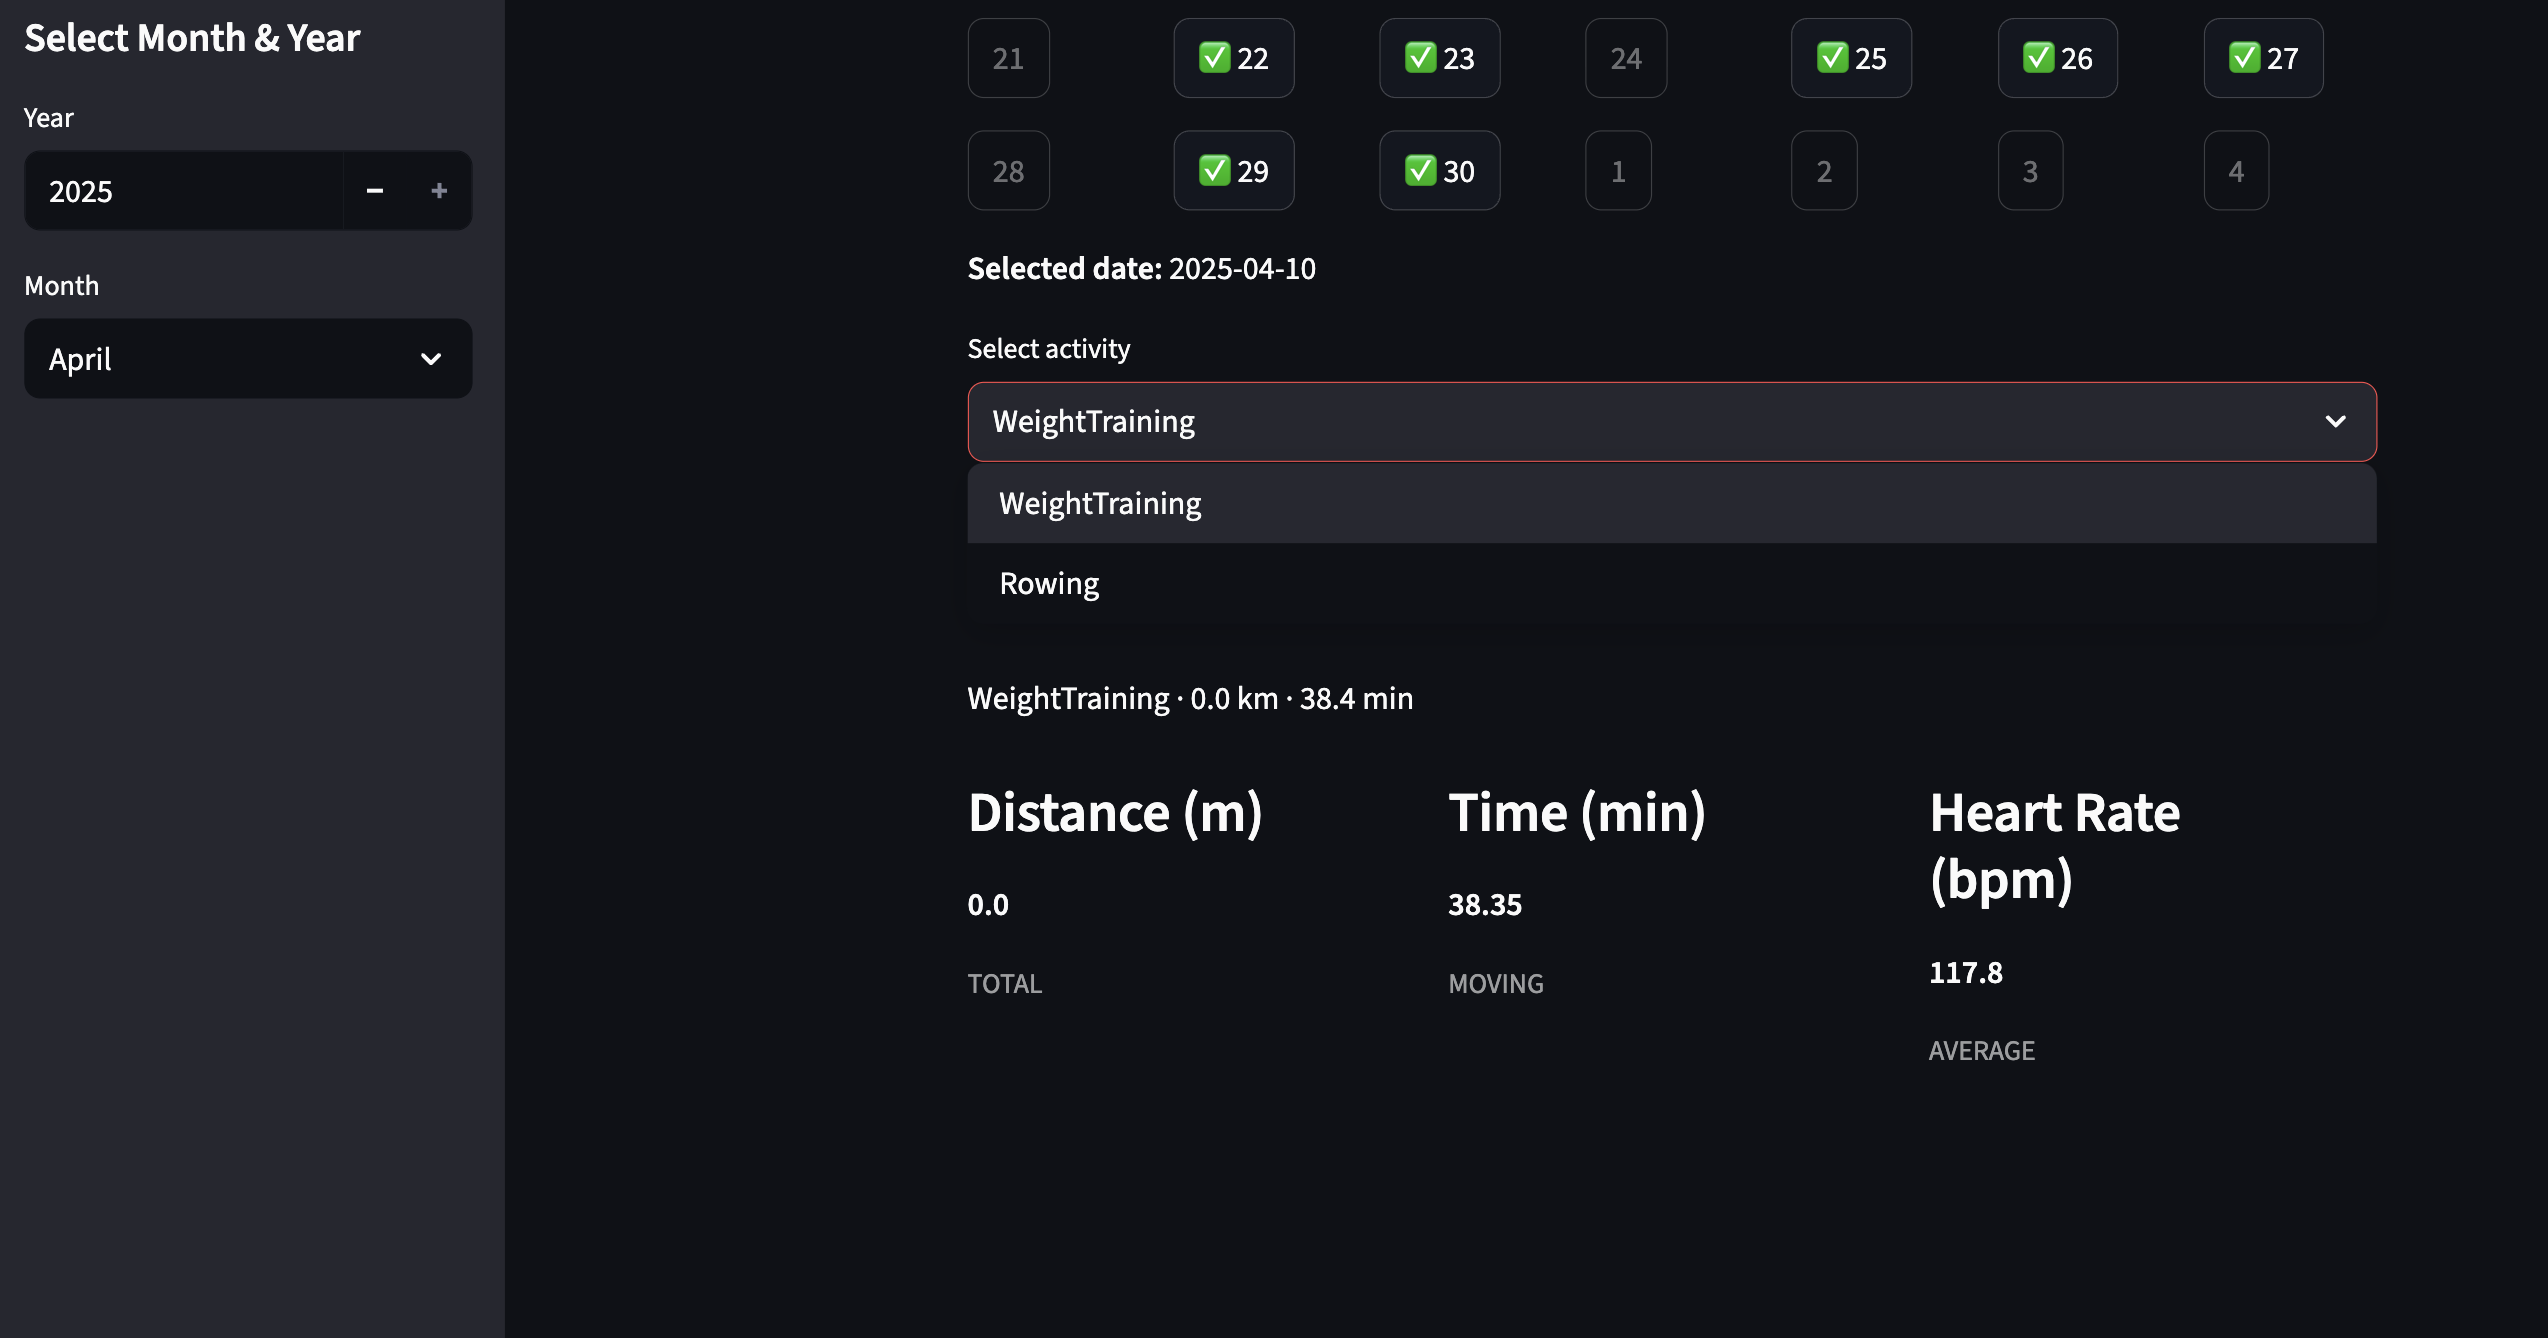 Select Month & Year
Year
2025
Month
April
21 ✅ 22 ✅ 23 24 ✅ 25 ✅ 26 ✅ 27
28 ✅ 29 ✅ 30 1 2 3 4
Selected date: 2025-04-10
Select activity
WeightTraining
WeightTraining
Rowing
WeightTraining · 0.0 km · 38.4 min
Distance (m)
0.0
TOTAL
Time (min)
38.35
MOVING
Heart Rate
(bpm)
117.8
AVERAGE